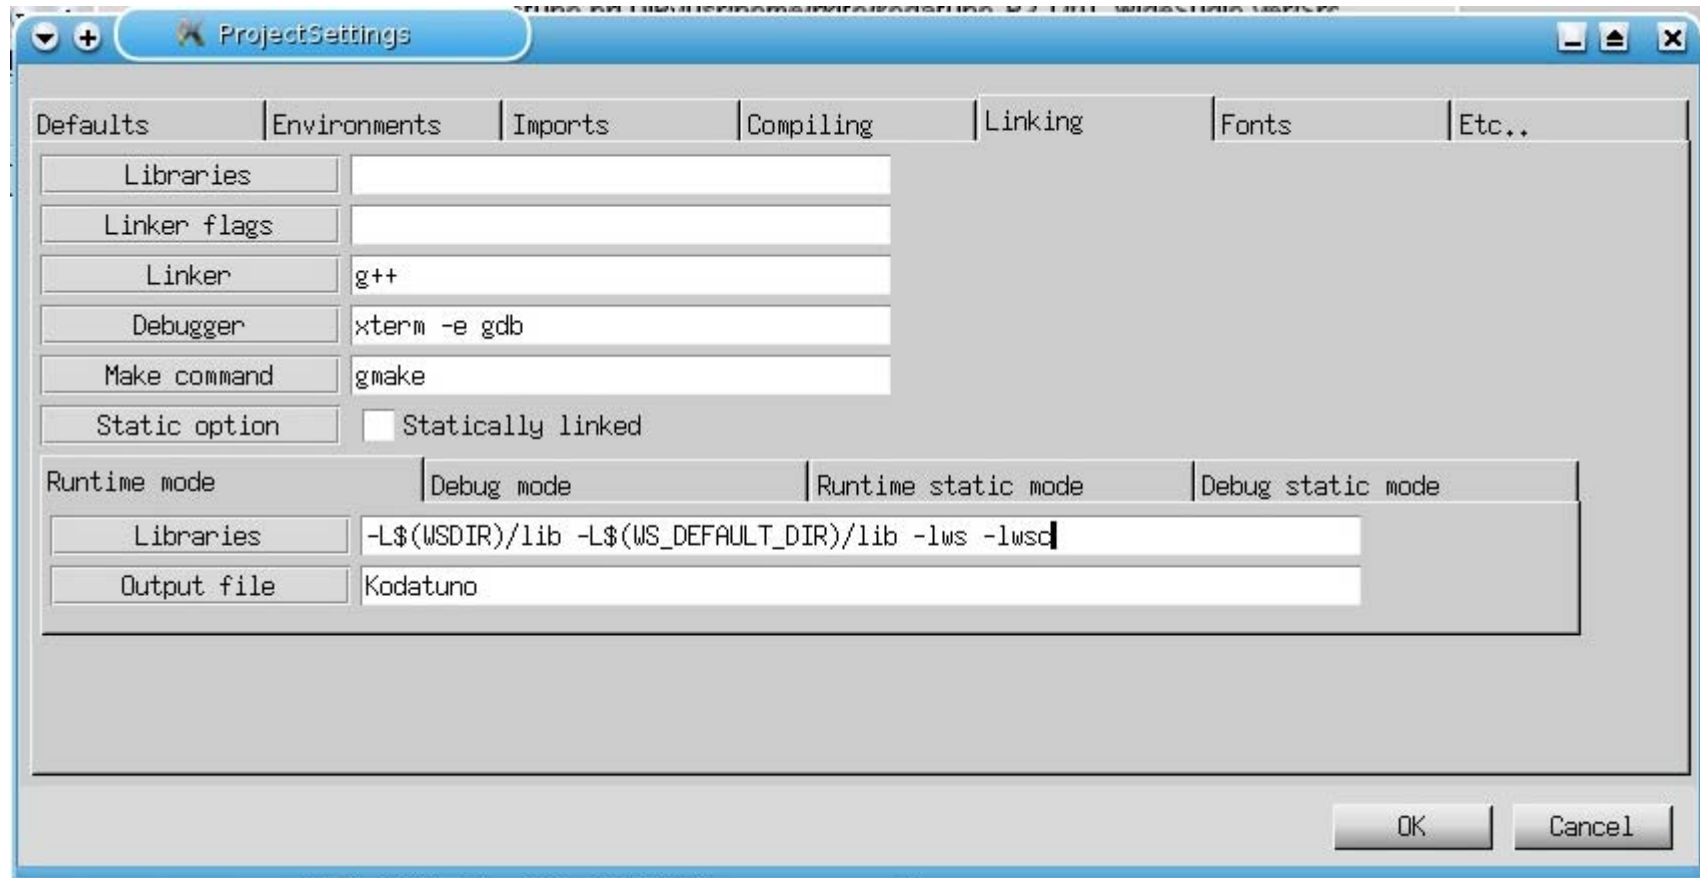 ProjectSettings
Defaults Environments Imports Compiling Linking Fonts Etc..
Libraries
Linker flags
Linker g++
Debugger xterm -e gdb
Make command gmake
Static option Statically linked
Runtime mode Debug mode Runtime static mode Debug static mode
Libraries -L$(WSDIR)/lib -L$(WS_DEFAULT_DIR)/lib -lws -lwsc
Output file Kodatuno
OK Cancel